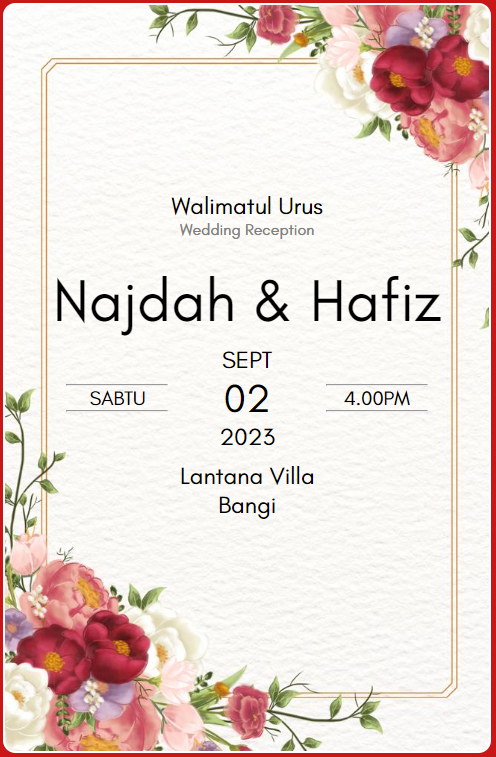 Walimatul Urus
Wedding Reception
Najdah & Hafiz
SEPT
SABTU 02 4.00PM
2023
Lantana Villa
Bangi